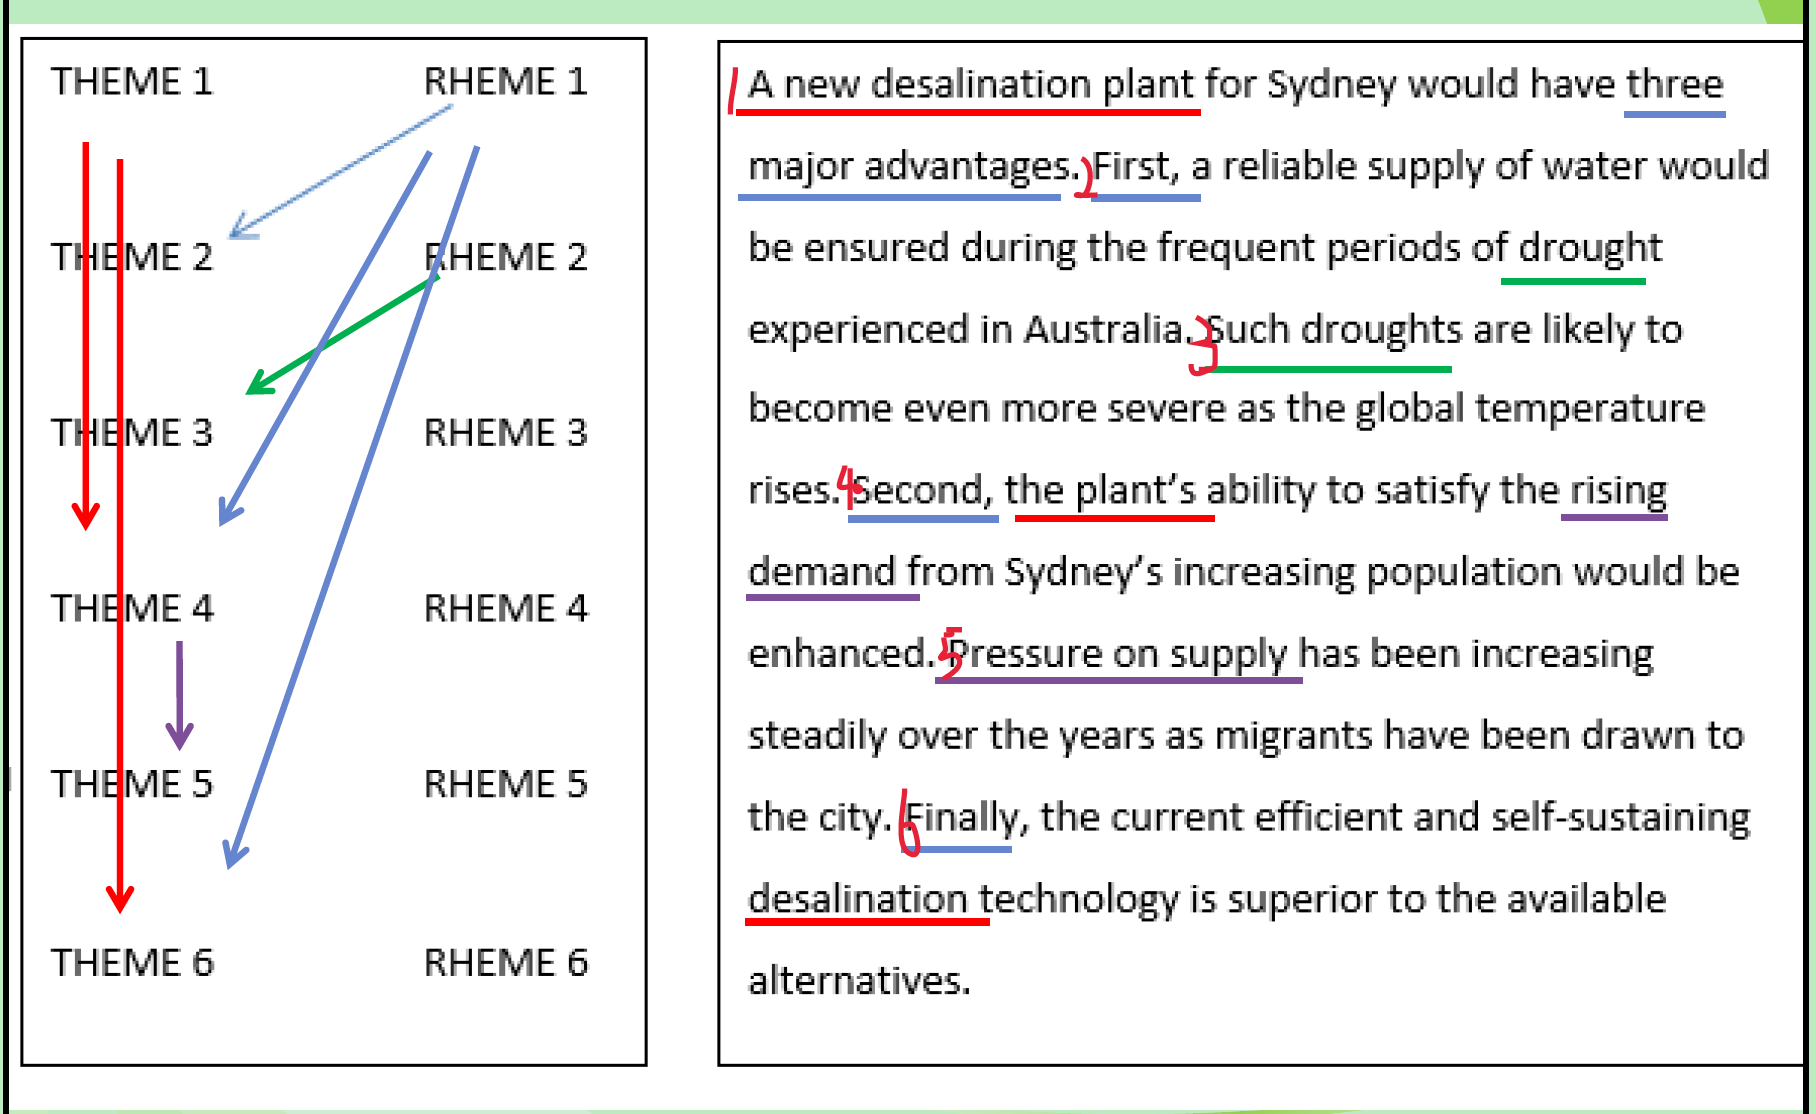 THEME 1 RHEME 1
THEME 2 RHEME 2
THEME 3 RHEME 3
THEME 4 RHEME 4
THEME 5 RHEME 5
THEME 6 RHEME 6
1 A new desalination plant for Sydney would have three
major advantages. 2 First, a reliable supply of water would
be ensured during the frequent periods of drought
experienced in Australia. 3 Such droughts are likely to
become even more severe as the global temperature
rises. 4 Second, the plant's ability to satisfy the rising
demand from Sydney's increasing population would be
enhanced. 5 Pressure on supply has been increasing
steadily over the years as migrants have been drawn to
the city. 6 Finally, the current efficient and self-sustaining
desalination technology is superior to the available
alternatives.